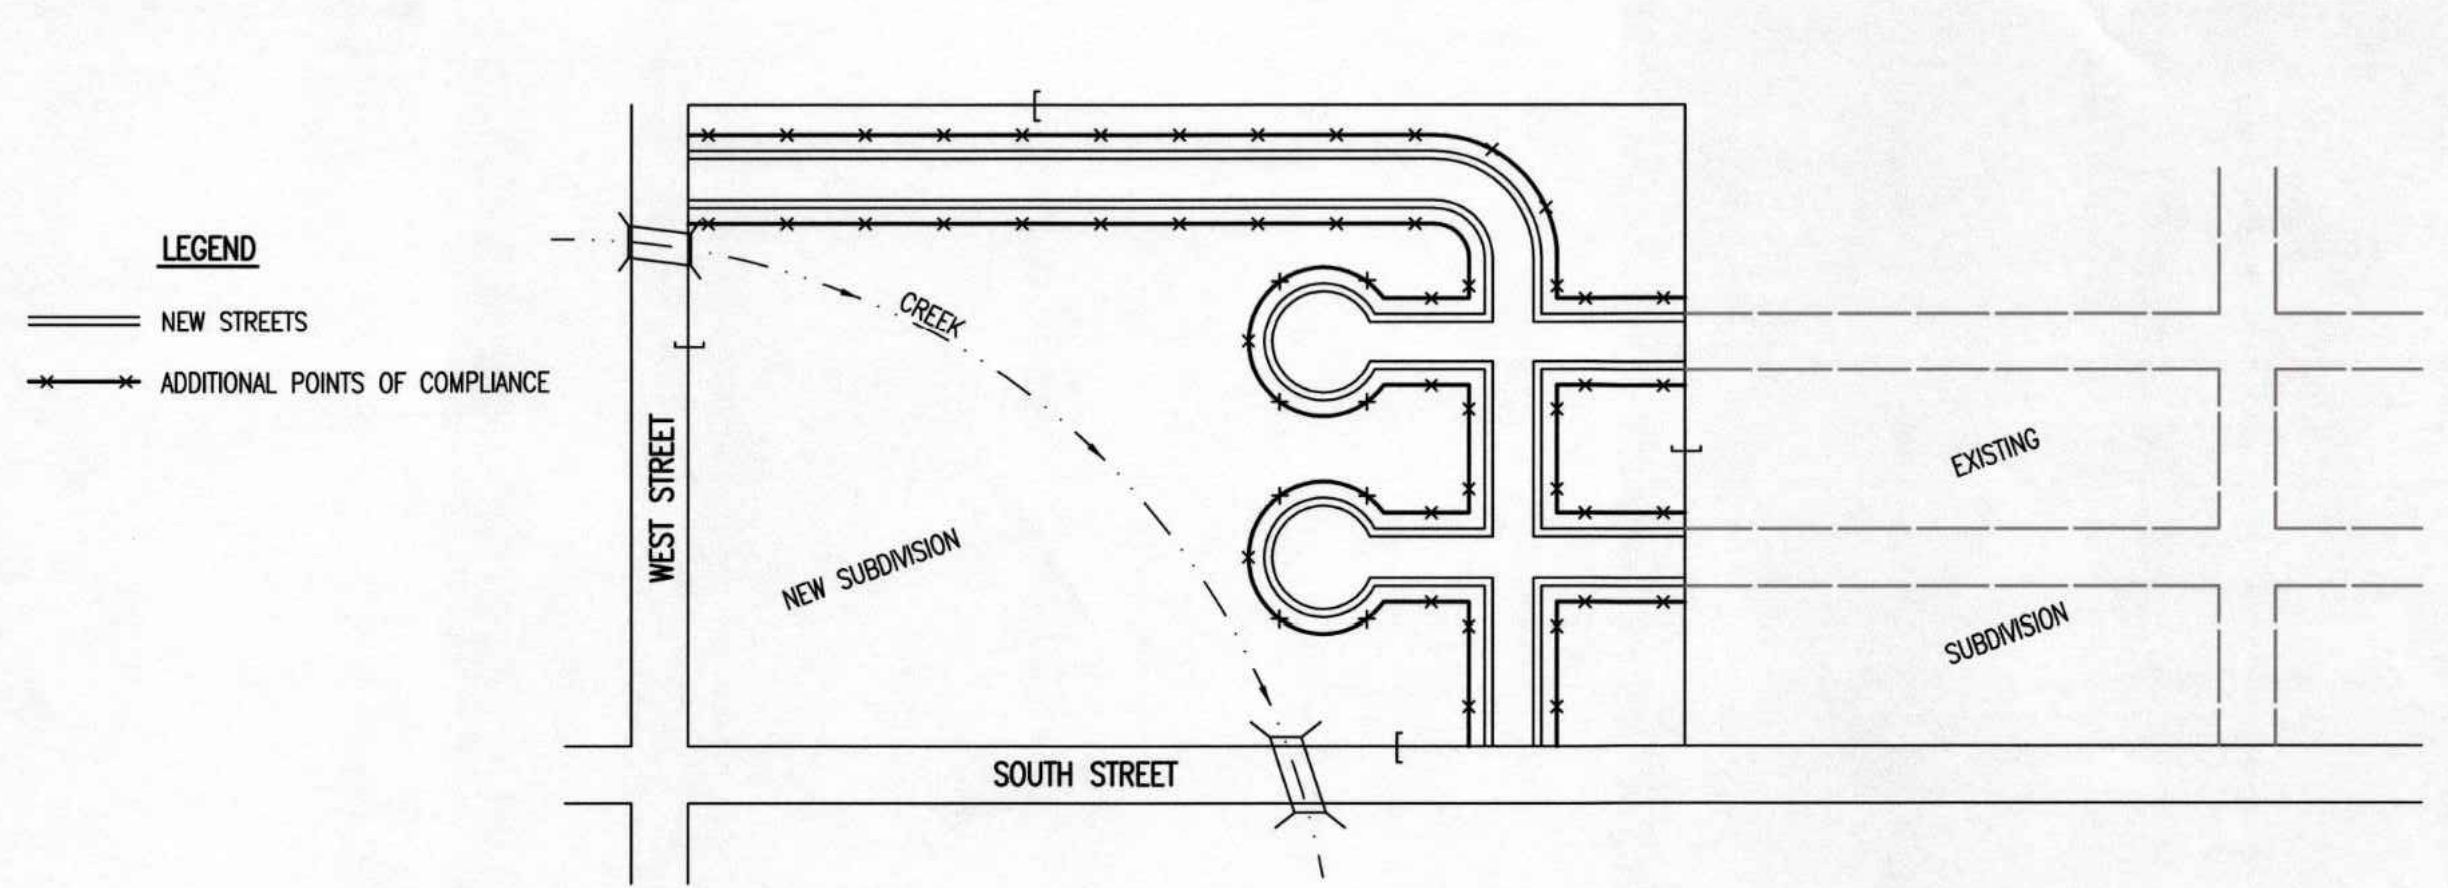 LEGEND
NEW STREETS
ADDITIONAL POINTS OF COMPLIANCE
WEST STREET
CREEK
NEW SUBDIVISION
SOUTH STREET
EXISTING
SUBDIVISION